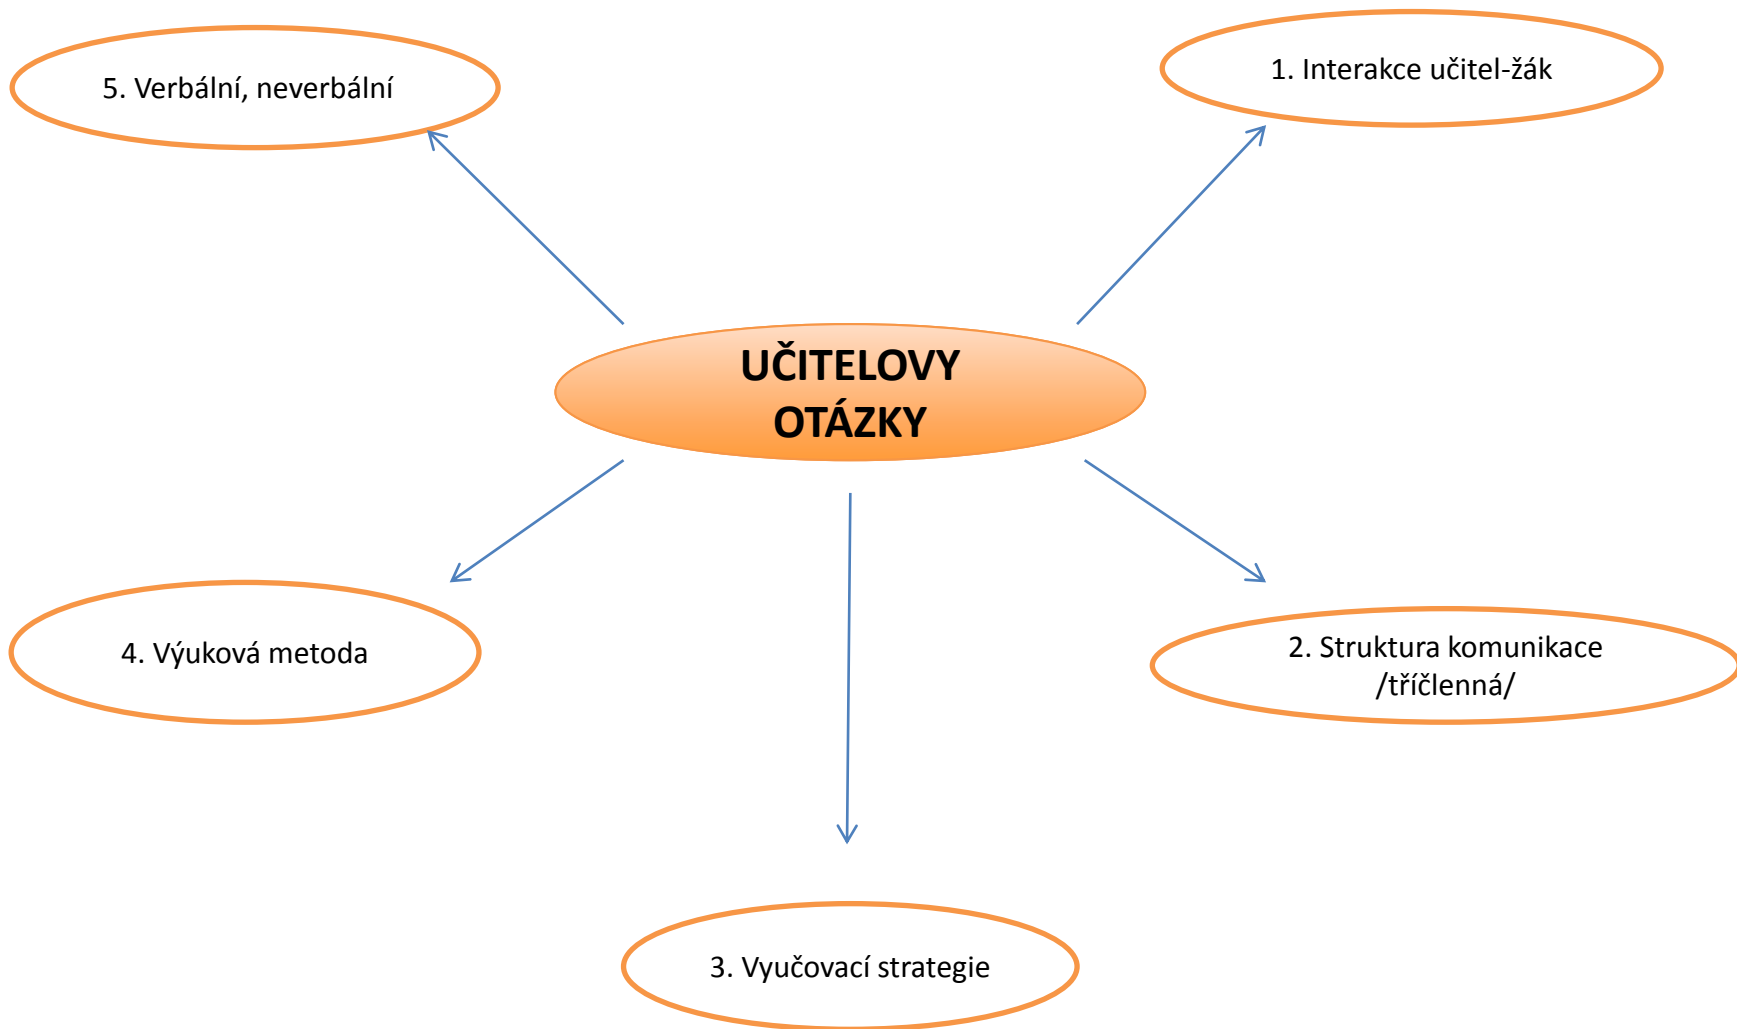 5. Verbální, neverbální
1. Interakce učitel-žák
UČITELOVY
OTÁZKY
4. Výuková metoda
2. Struktura komunikace
/tříčlenná/
3. Vyučovací strategie